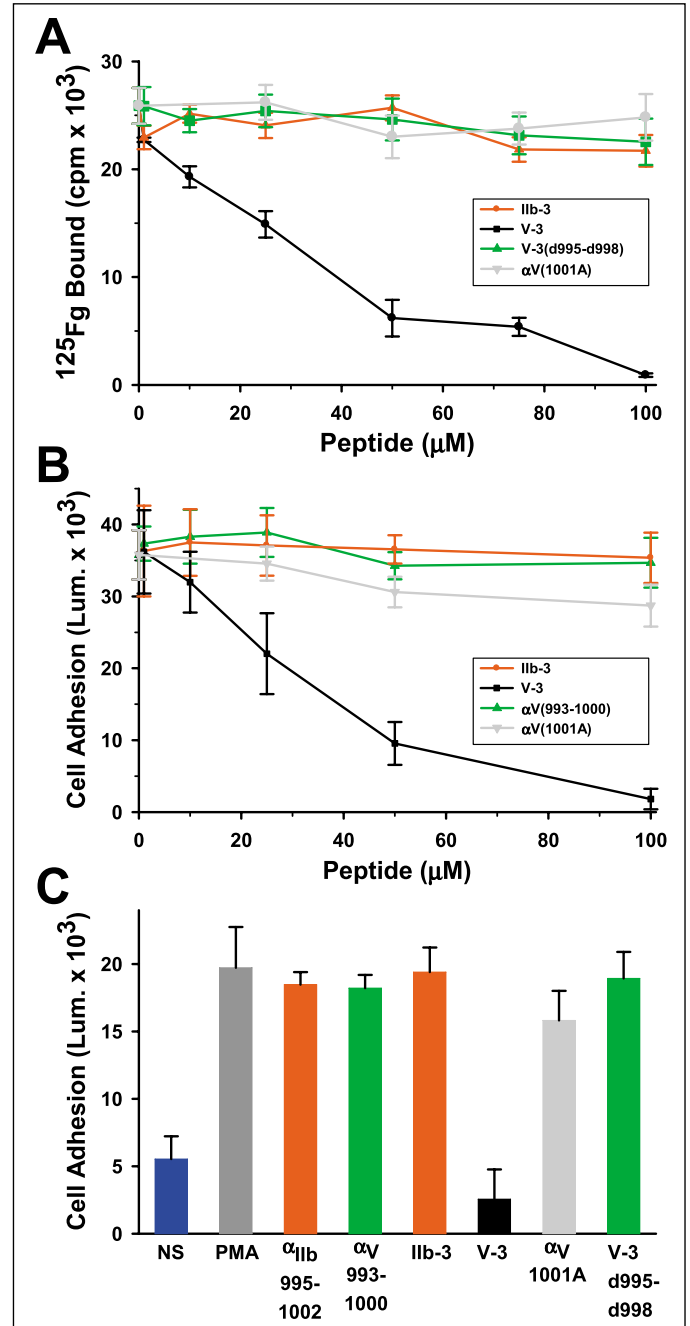 A
125Fg Bound (cpm x 10³)
30
20
10
0
0 20 40 60 80 100
Peptide (μM)
IIb-3
V-3
V-3(d995-d998)
αV(1001A)
B
Cell Adhesion (Lum. x 10³)
40
30
20
10
0
0 20 40 60 80 100
Peptide (μM)
IIb-3
V-3
αV(993-1000)
αV(1001A)
C
Cell Adhesion (Lum. x 10³)
20
15
10
5
0
NS PMA αIIb αV IIb-3 V-3 αV V-3
995- 993- 1001A d995-
1002 1000 d998